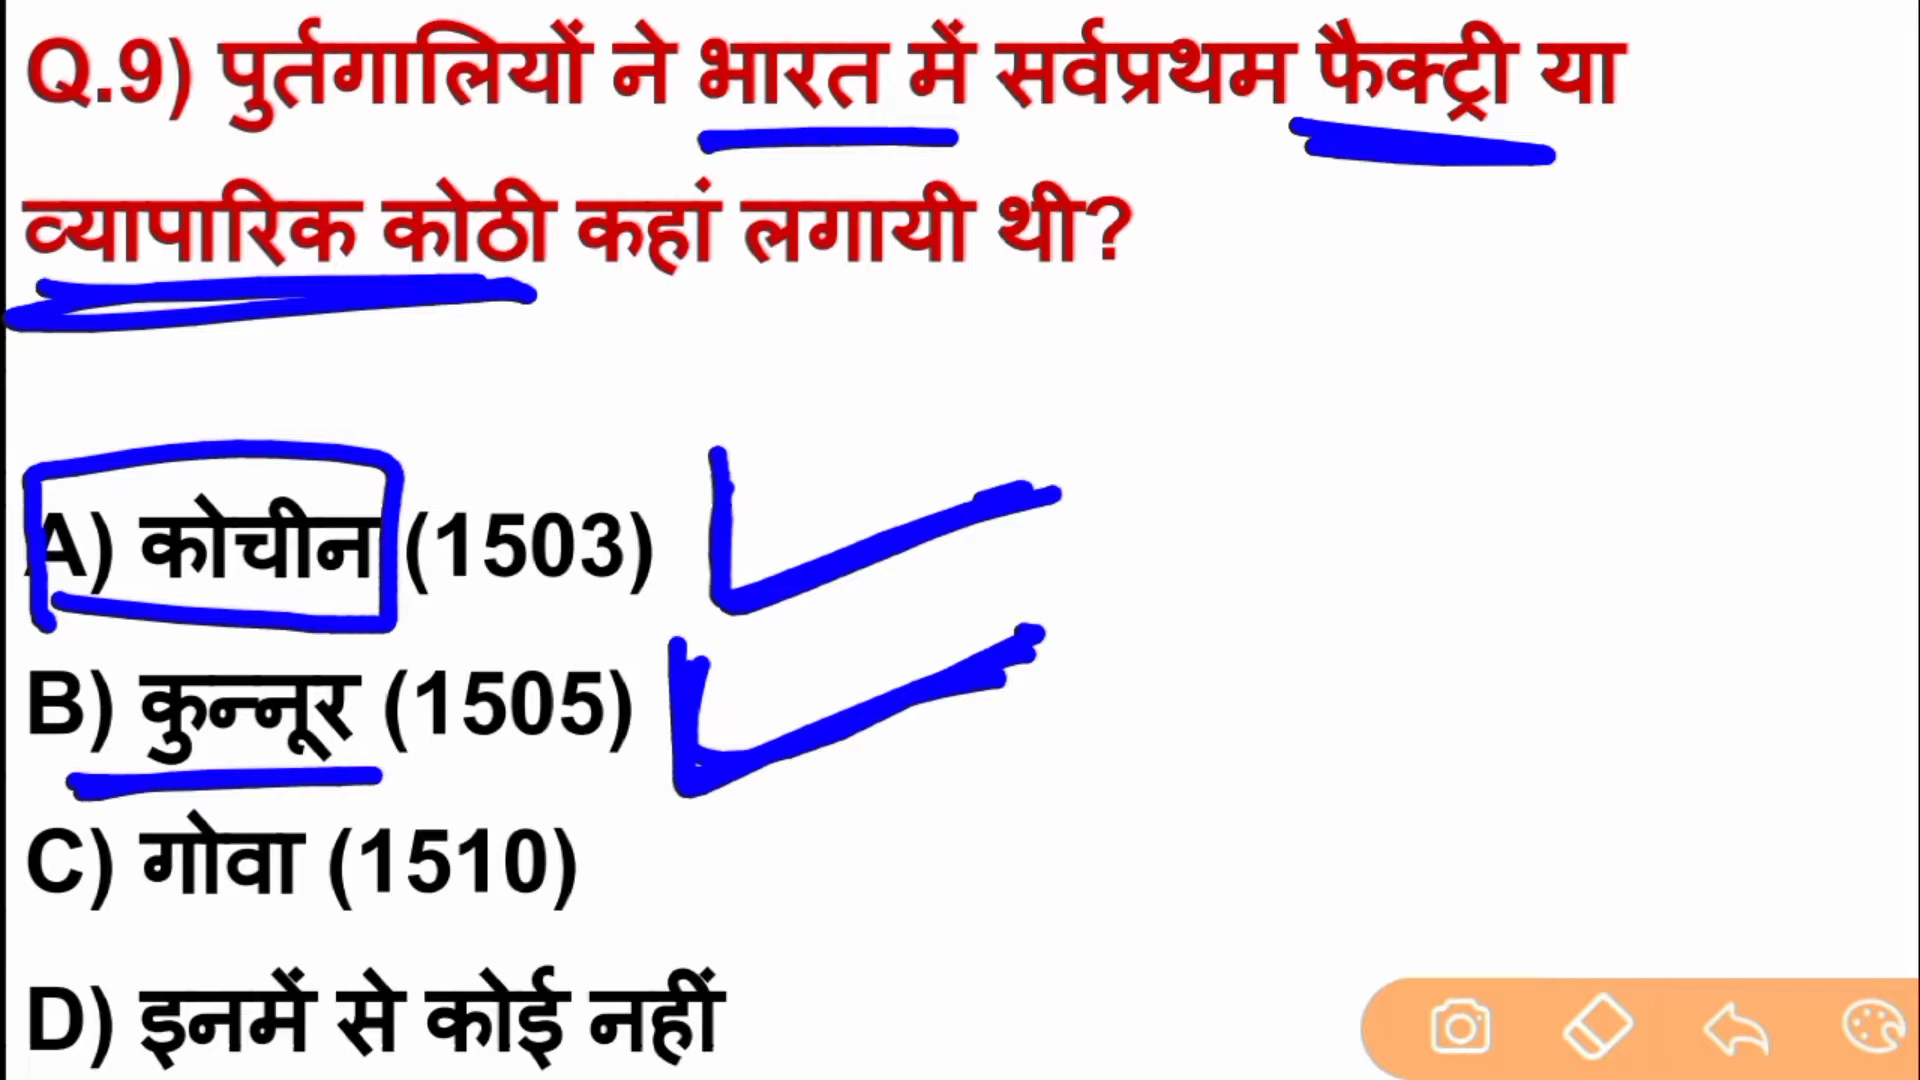 Q.9) पुर्तगालियों ने भारत में सर्वप्रथम फैक्ट्री या
व्यापारिक कोठी कहां लगायी थी?
A) कोचीन (1503)
B) कुन्नूर (1505)
C) गोवा (1510)
D) इनमें से कोई नहीं